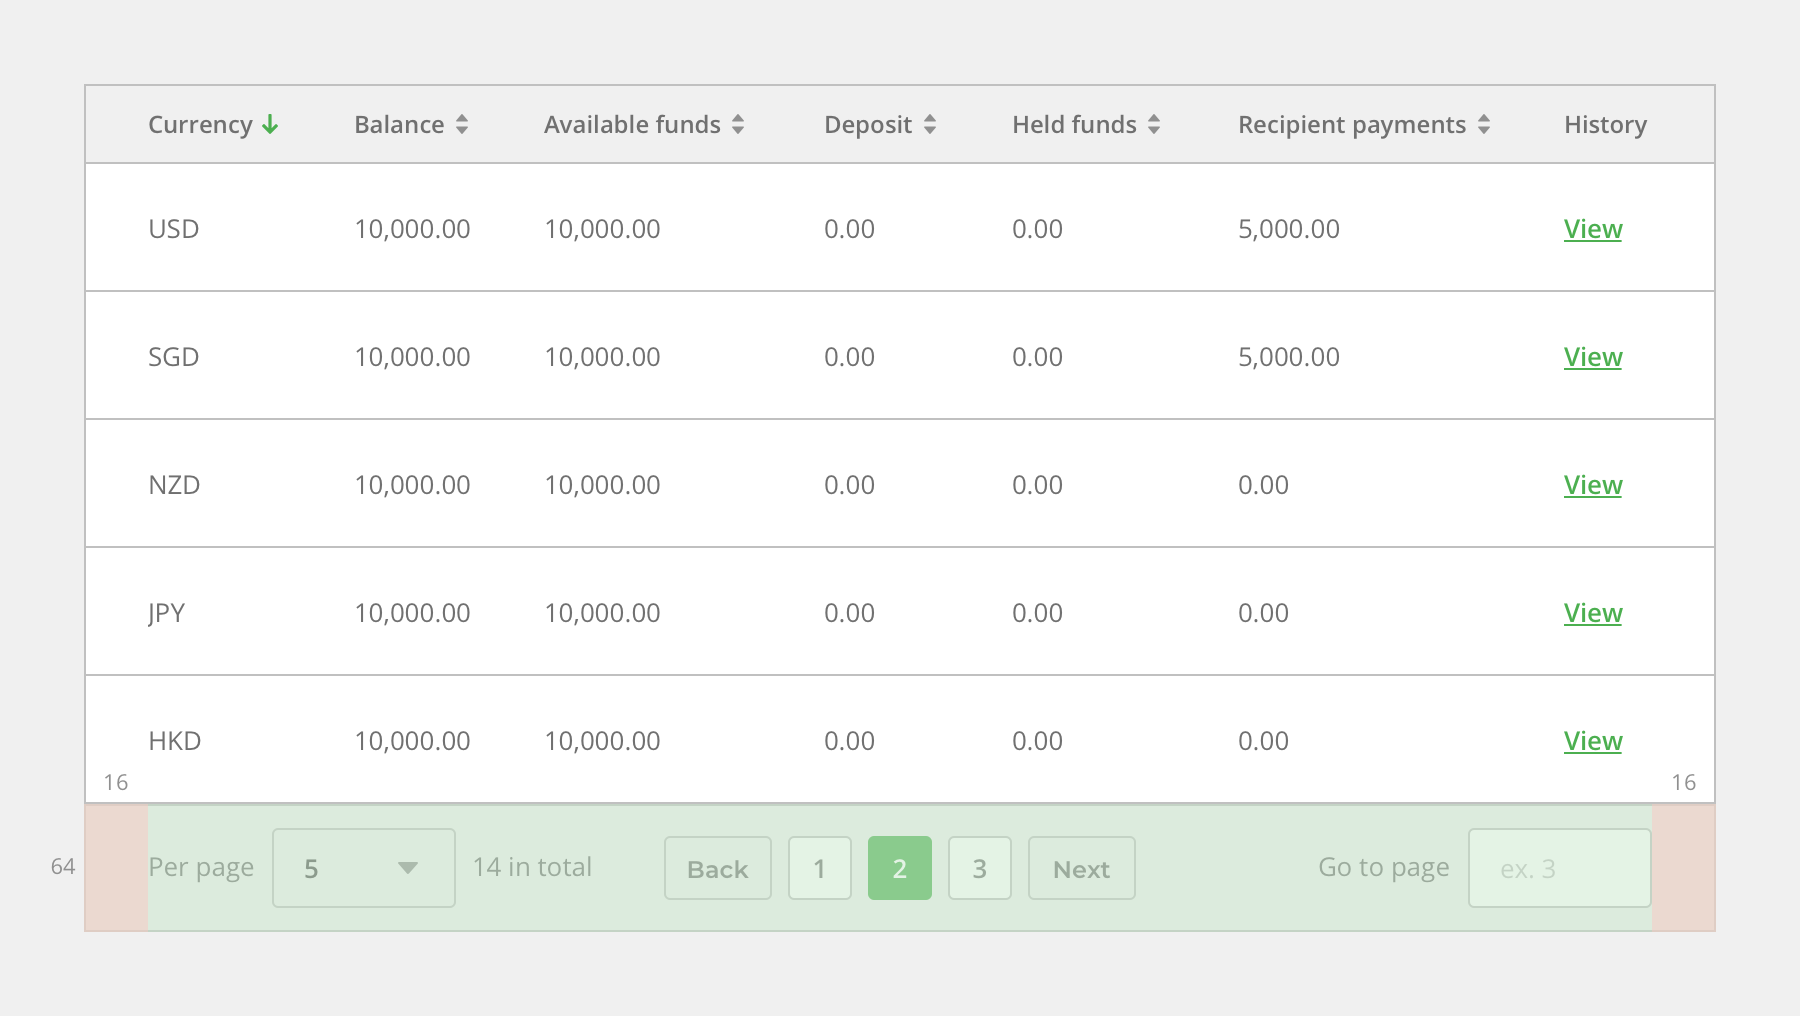 Currency Balance Available funds Deposit Held funds Recipient payments History
USD 10,000.00 10,000.00 0.00 0.00 5,000.00 View
SGD 10,000.00 10,000.00 0.00 0.00 5,000.00 View
NZD 10,000.00 10,000.00 0.00 0.00 0.00 View
JPY 10,000.00 10,000.00 0.00 0.00 0.00 View
HKD 10,000.00 10,000.00 0.00 0.00 0.00 View
16 16
64 Per page 5 14 in total Back 1 2 3 Next Go to page ex. 3